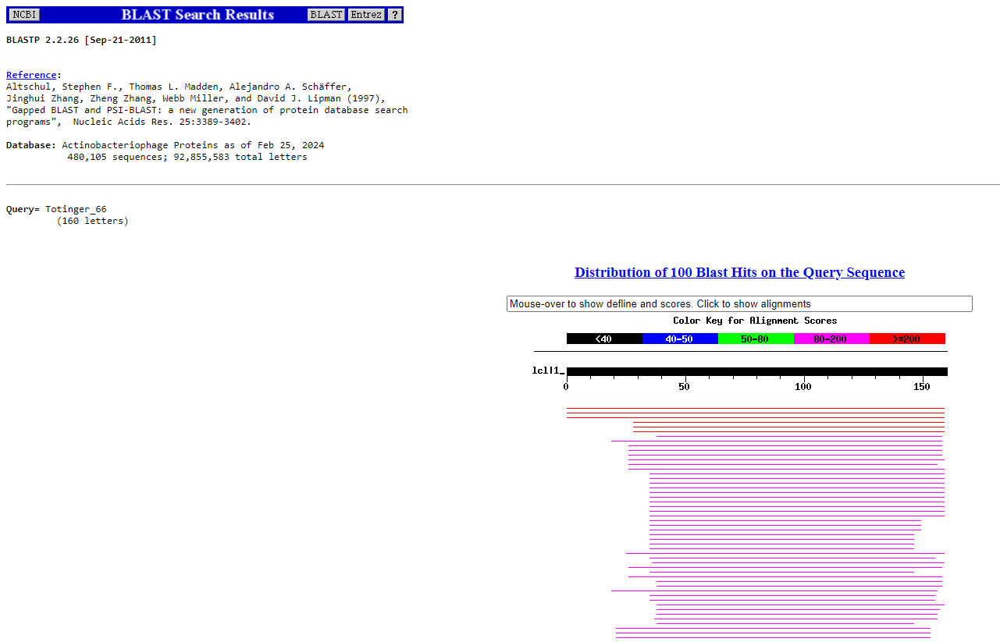 NCBI BLAST Search Results BLAST Entrez ?
BLASTP 2.2.26 [Sep-21-2011]
Reference:
Altschul, Stephen F., Thomas L. Madden, Alejandro A. Schäffer,
Jinghui Zhang, Zheng Zhang, Webb Miller, and David J. Lipman (1997),
"Gapped BLAST and PSI-BLAST: a new generation of protein database search
programs", Nucleic Acids Res. 25:3389-3402.
Database: Actinobacteriophage Proteins as of Feb 25, 2024
480,105 sequences; 92,855,583 total letters
Query= Totinger_66
(160 letters)
Distribution of 100 Blast Hits on the Query Sequence
Mouse-over to show defline and scores. Click to show alignments
Color Key for Alignment Scores
<40 40-50 50-80 80-200 >=200
lcl|1_
0 50 100 150